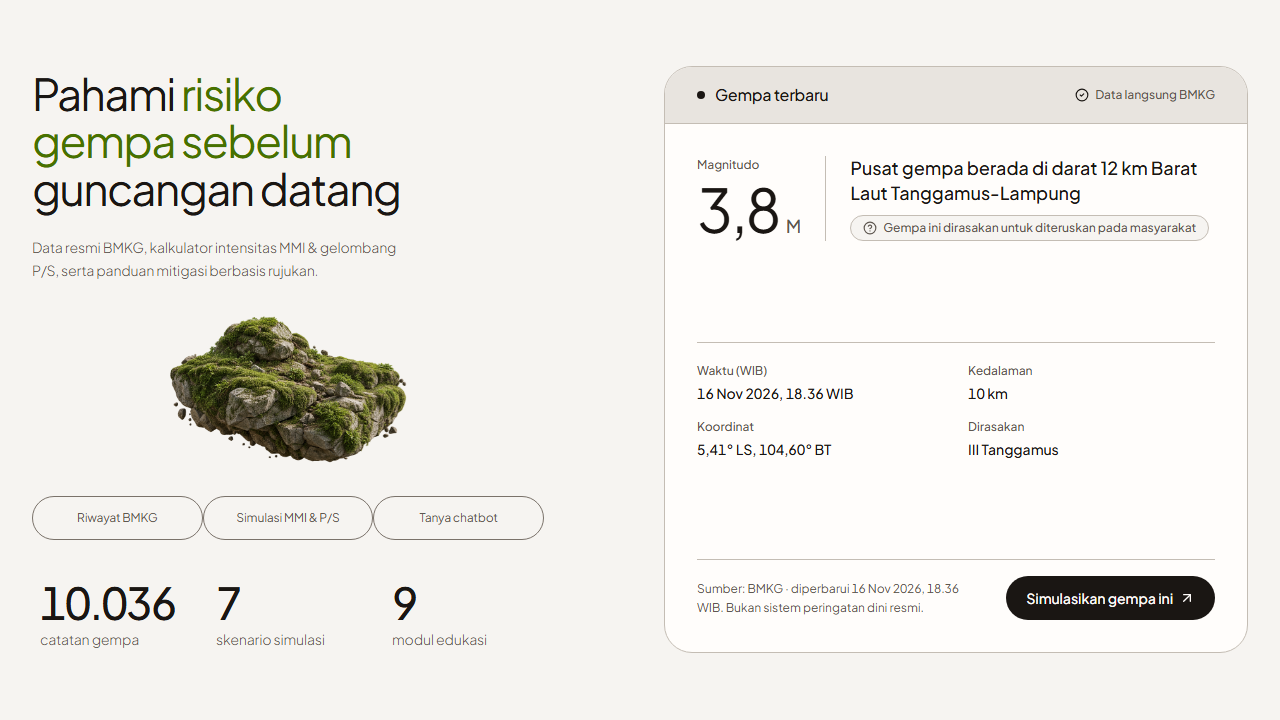 Pahami risiko
gempa sebelum
guncangan datang
Data resmi BMKG, kalkulator intensitas MMI & gelombang
P/S, serta panduan mitigasi berbasis rujukan.
Riwayat BMKG
Simulasi MMI & P/S
Tanya chatbot
10.036
catatan gempa
7
skenario simulasi
9
modul edukasi
Gempa terbaru
Data langsung BMKG
Magnitudo
3,8 M
Pusat gempa berada di darat 12 km Barat
Laut Tanggamus-Lampung
Gempa ini dirasakan untuk diteruskan pada masyarakat
Waktu (WIB)
16 Nov 2026, 18.36 WIB
Kedalaman
10 km
Koordinat
5,41° LS, 104,60° BT
Dirasakan
III Tanggamus
Sumber: BMKG · diperbarui 16 Nov 2026, 18.36
WIB. Bukan sistem peringatan dini resmi.
Simulasikan gempa ini